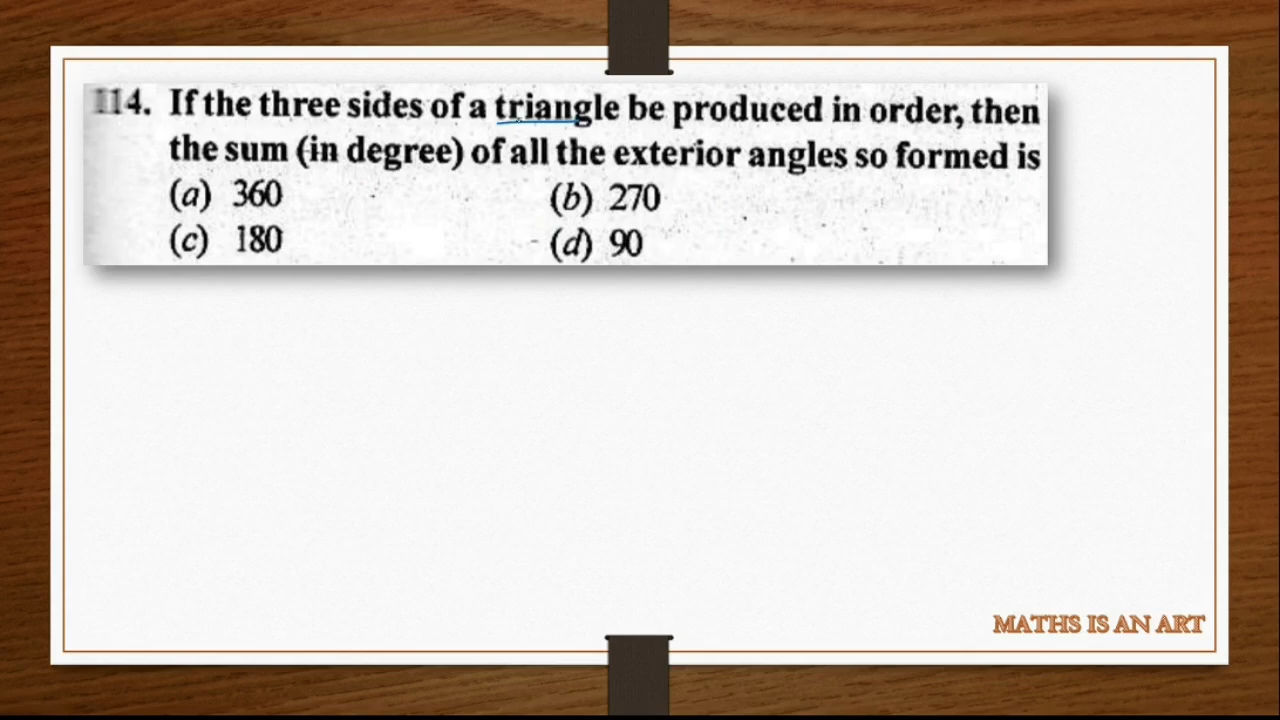 114. If the three sides of a triangle be produced in order, then
the sum (in degree) of all the exterior angles so formed is
(a) 360 (b) 270
(c) 180 (d) 90
MATHS IS AN ART